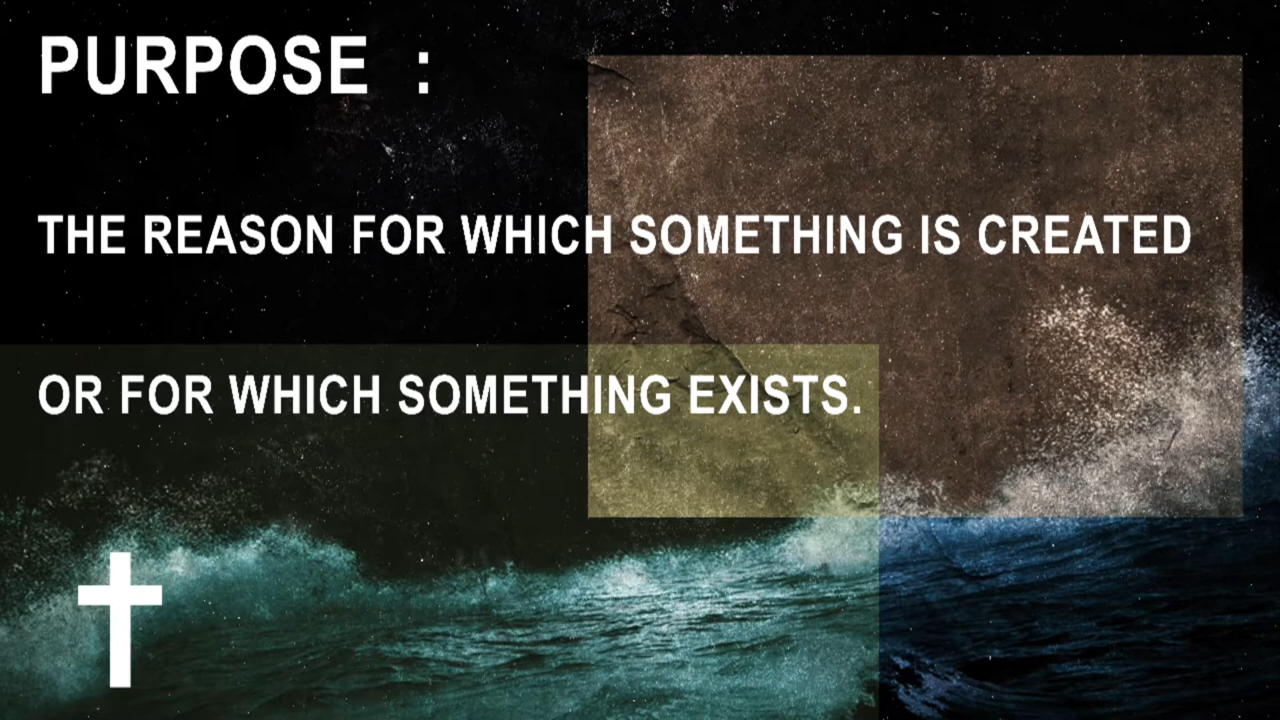 PURPOSE :
THE REASON FOR WHICH SOMETHING IS CREATED
OR FOR WHICH SOMETHING EXISTS.